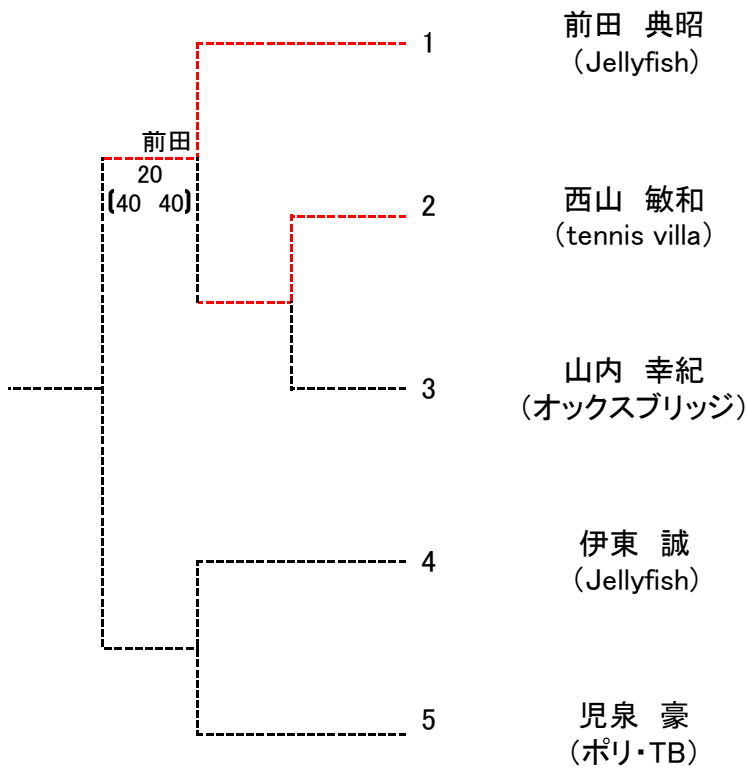 1
前田　典昭
（Jellyfish）
前田
20
〔40　40〕
2
西山　敏和
（tennis villa）
3
山内　幸紀
（オックスブリッジ）
4
伊東　誠
（Jellyfish）
5
児泉　豪
（ポリ・TB）